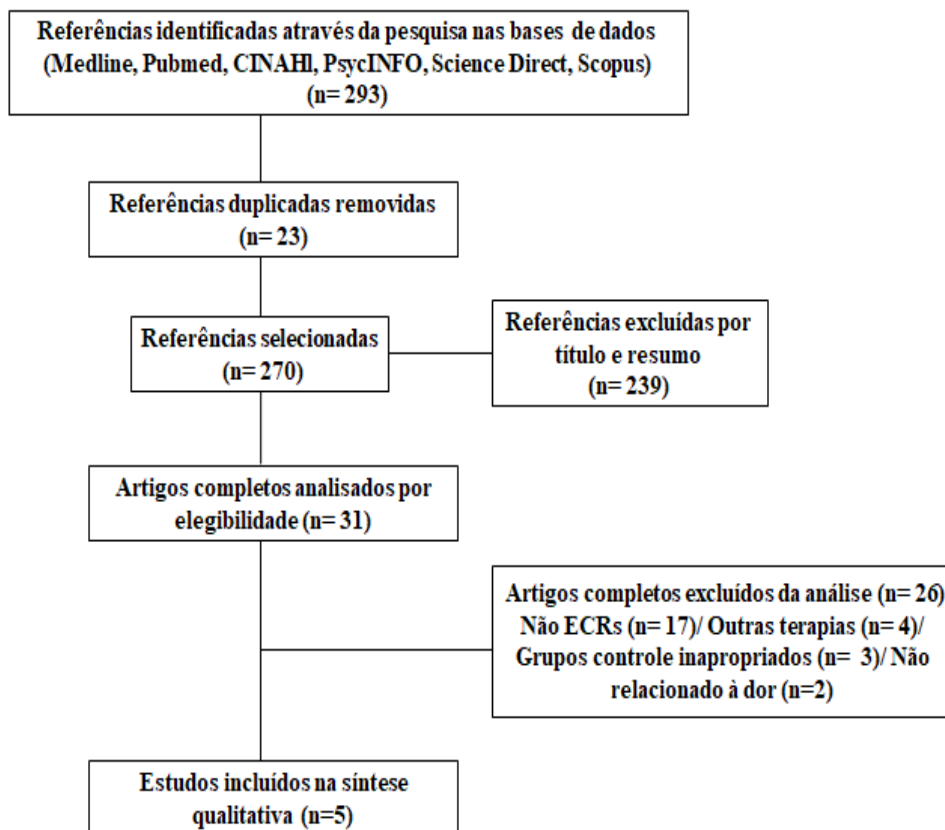 Referências identificadas através da pesquisa nas bases de dados
(Medline, Pubmed, CINAHl, PsycINFO, Science Direct, Scopus)
(n= 293)
Referências duplicadas removidas
(n= 23)
Referências selecionadas
(n= 270)
Referências excluídas por
título e resumo
(n= 239)
Artigos completos analisados por
elegibilidade (n= 31)
Artigos completos excluídos da análise (n= 26)
Não ECRs (n= 17)/ Outras terapias (n= 4)/
Grupos controle inapropriados (n= 3)/ Não
relacionado à dor (n=2)
Estudos incluídos na síntese
qualitativa (n=5)